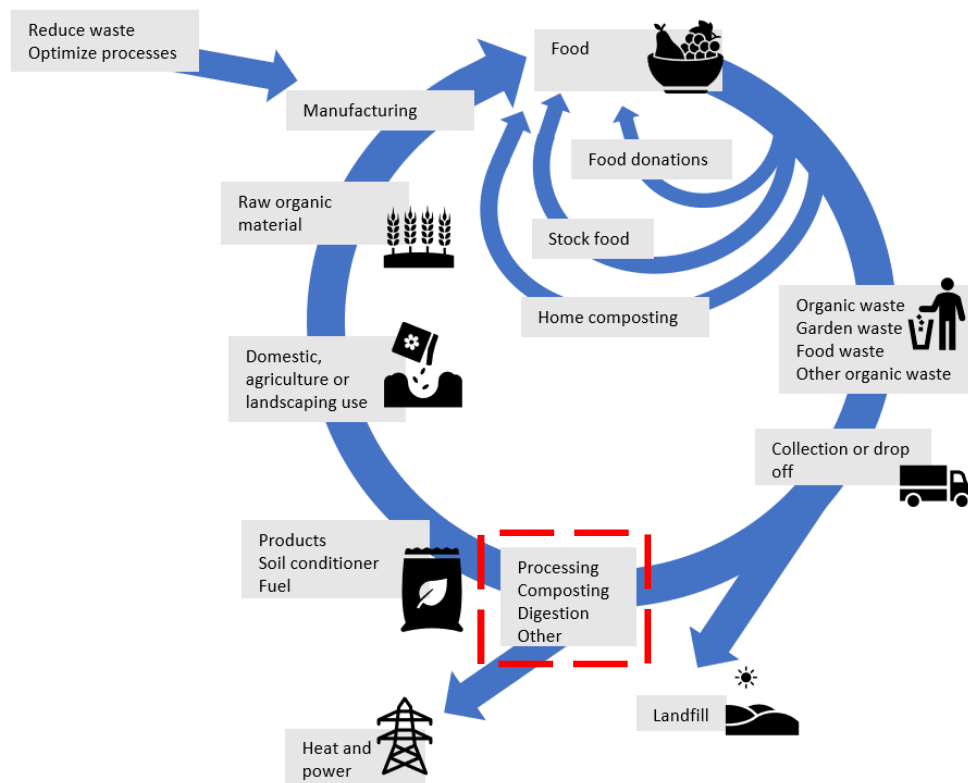 Reduce waste
Optimize processes
Food
Manufacturing
Food donations
Raw organic
material
Stock food
Home composting
Organic waste
Garden waste
Food waste
Other organic waste
Domestic,
agriculture or
landscaping use
Collection or drop
off
Products
Soil conditioner
Fuel
Processing
Composting
Digestion
Other
Landfill
Heat and
power